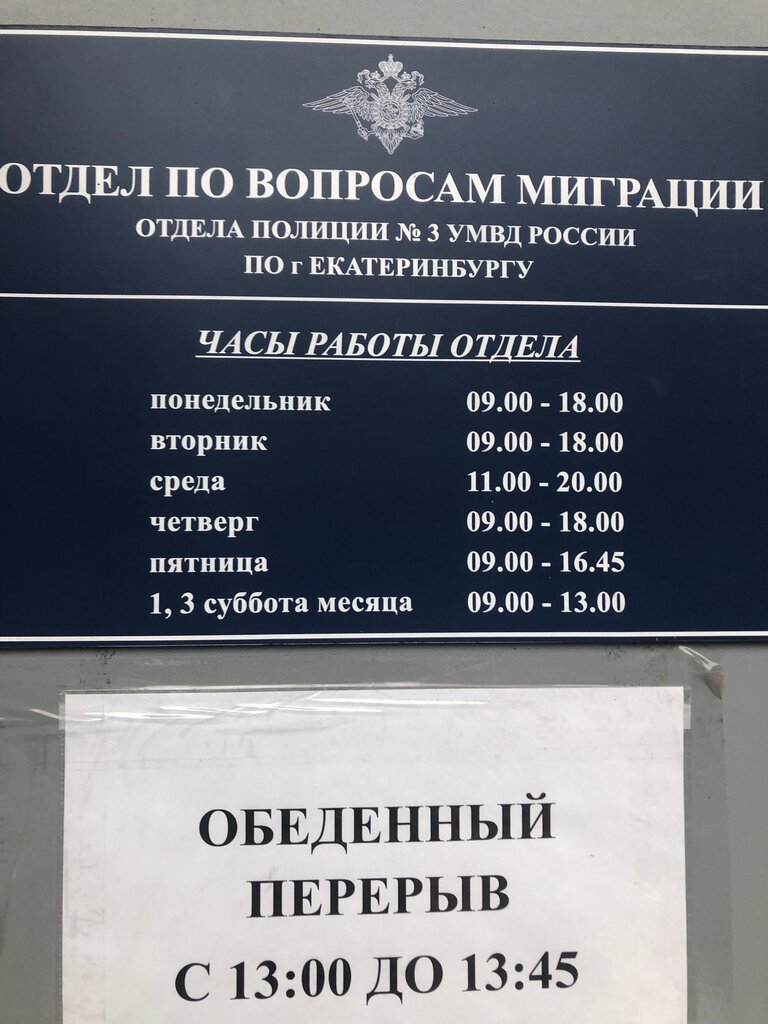 ОТДЕЛ ПО ВОПРОСАМ МИГРАЦИИ
ОТДЕЛА ПОЛИЦИИ № 3 УМВД РОССИИ
ПО г ЕКАТЕРИНБУРГУ
ЧАСЫ РАБОТЫ ОТДЕЛА
понедельник 09.00 - 18.00
вторник 09.00 - 18.00
среда 11.00 - 20.00
четверг 09.00 - 18.00
пятница 09.00 - 16.45
1, 3 суббота месяца 09.00 - 13.00
ОБЕДЕННЫЙ
ПЕРЕРЫВ
С 13:00 ДО 13:45